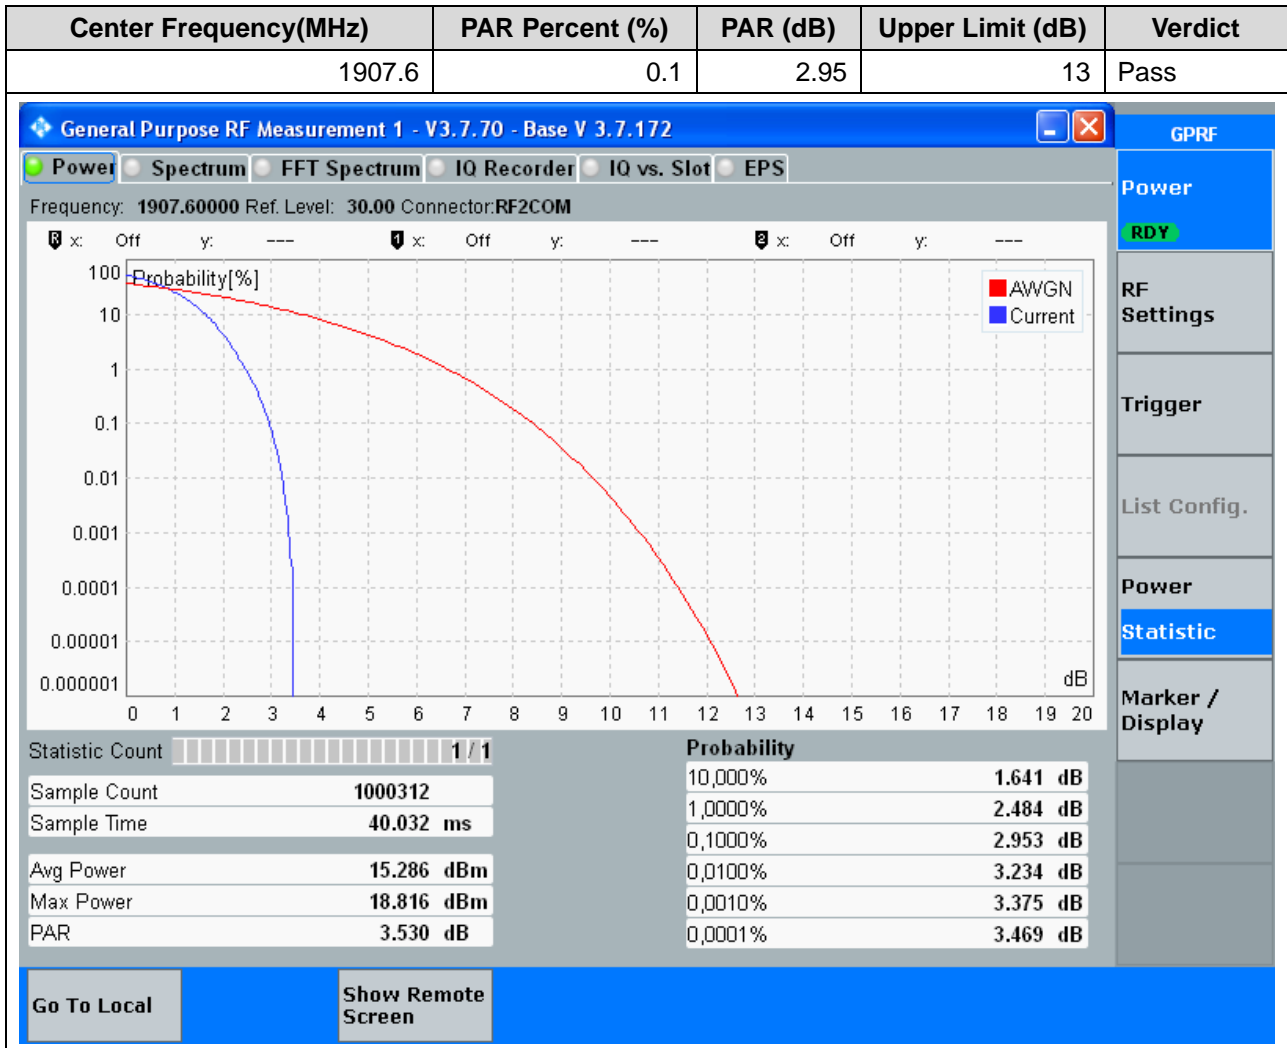 Center Frequency(MHz) PAR Percent (%) PAR (dB) Upper Limit (dB) Verdict
1907.6 0.1 2.95 13 Pass
General Purpose RF Measurement 1 - V3.7.70 - Base V 3.7.172
GPRF
Power Spectrum FFT Spectrum IQ Recorder IQ vs. Slot EPS
Power
RDY
Frequency: 1907.60000 Ref. Level: 30.00 Connector:RF2COM
R x: Off y: --- 1 x: Off y: --- 2 x: Off y: ---
Probability[%]
AWGN
Current
100
10
1
0.1
0.01
0.001
0.0001
0.00001
0.000001
dB
0 1 2 3 4 5 6 7 8 9 10 11 12 13 14 15 16 17 18 19 20
RF
Settings
Trigger
List Config.
Power
Statistic
Marker /
Display
Statistic Count 1 / 1
Sample Count 1000312
Sample Time 40.032 ms
Avg Power 15.286 dBm
Max Power 18.816 dBm
PAR 3.530 dB
Probability
10,000% 1.641 dB
1,0000% 2.484 dB
0,1000% 2.953 dB
0,0100% 3.234 dB
0,0010% 3.375 dB
0,0001% 3.469 dB
Go To Local
Show Remote
Screen